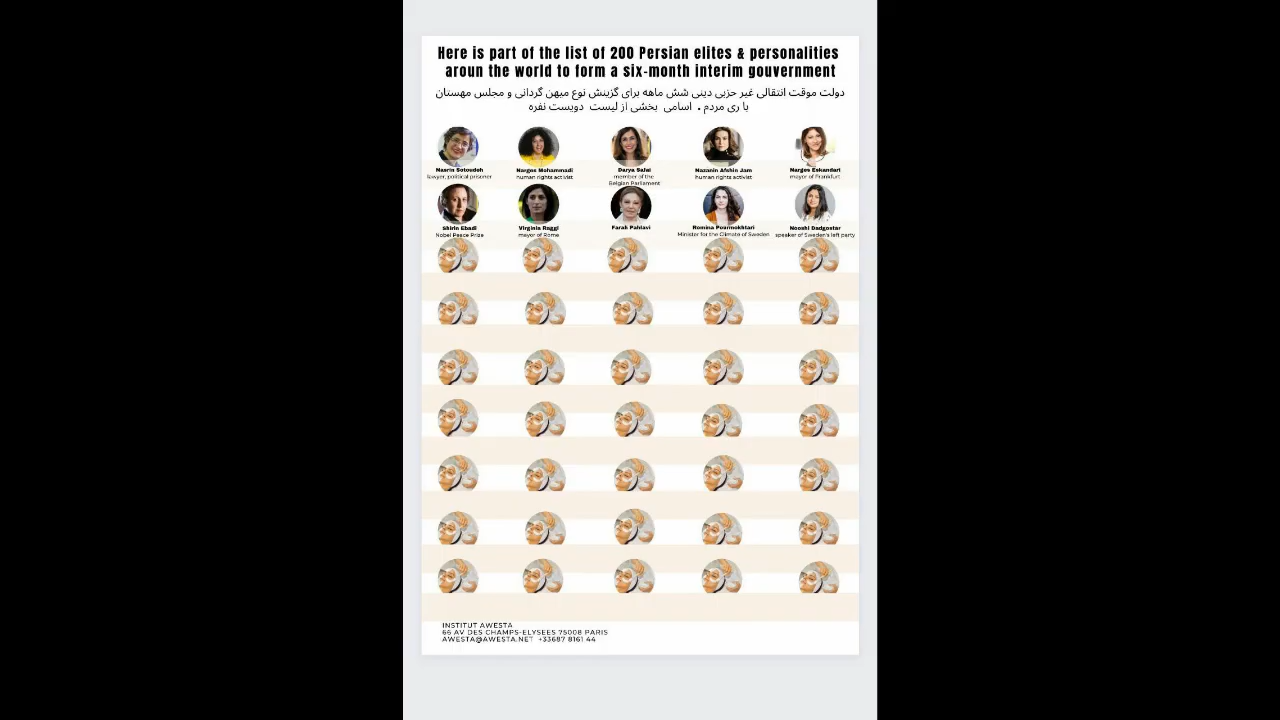 Here is part of the list of 200 Persian elites & personalities
aroun the world to form a six-month interim gouvernment
دولت موقت انتقالی غیر حزبی دینی شش ماهه برای گزینش نوع میهن گردانی و مجلس مهستان
با ری مردم . اسامی بخشی از لیست دویست نفره
Nasrin Sotoudeh
lawyer, political prisoner
Narges Mohammadi
human rights activist
Darya Safai
member of the
Belgian Parliament
Nazanin Afshin Jam
human rights activist
Narges Eskandari
mayor of Frankfurt
Shirin Ebadi
Nobel Peace Prize
Virginia Raggi
mayor of Rome
Farah Pahlavi
Romina Pourmokhtari
Minister for the Climate of Sweden
Nooshi Dadgostar
speaker of Sweden's left party
INSTITUT AWESTA
66 AV DES CHAMPS-ELYSEES 75008 PARIS
AWESTA@AWESTA.NET +33687 8161 44